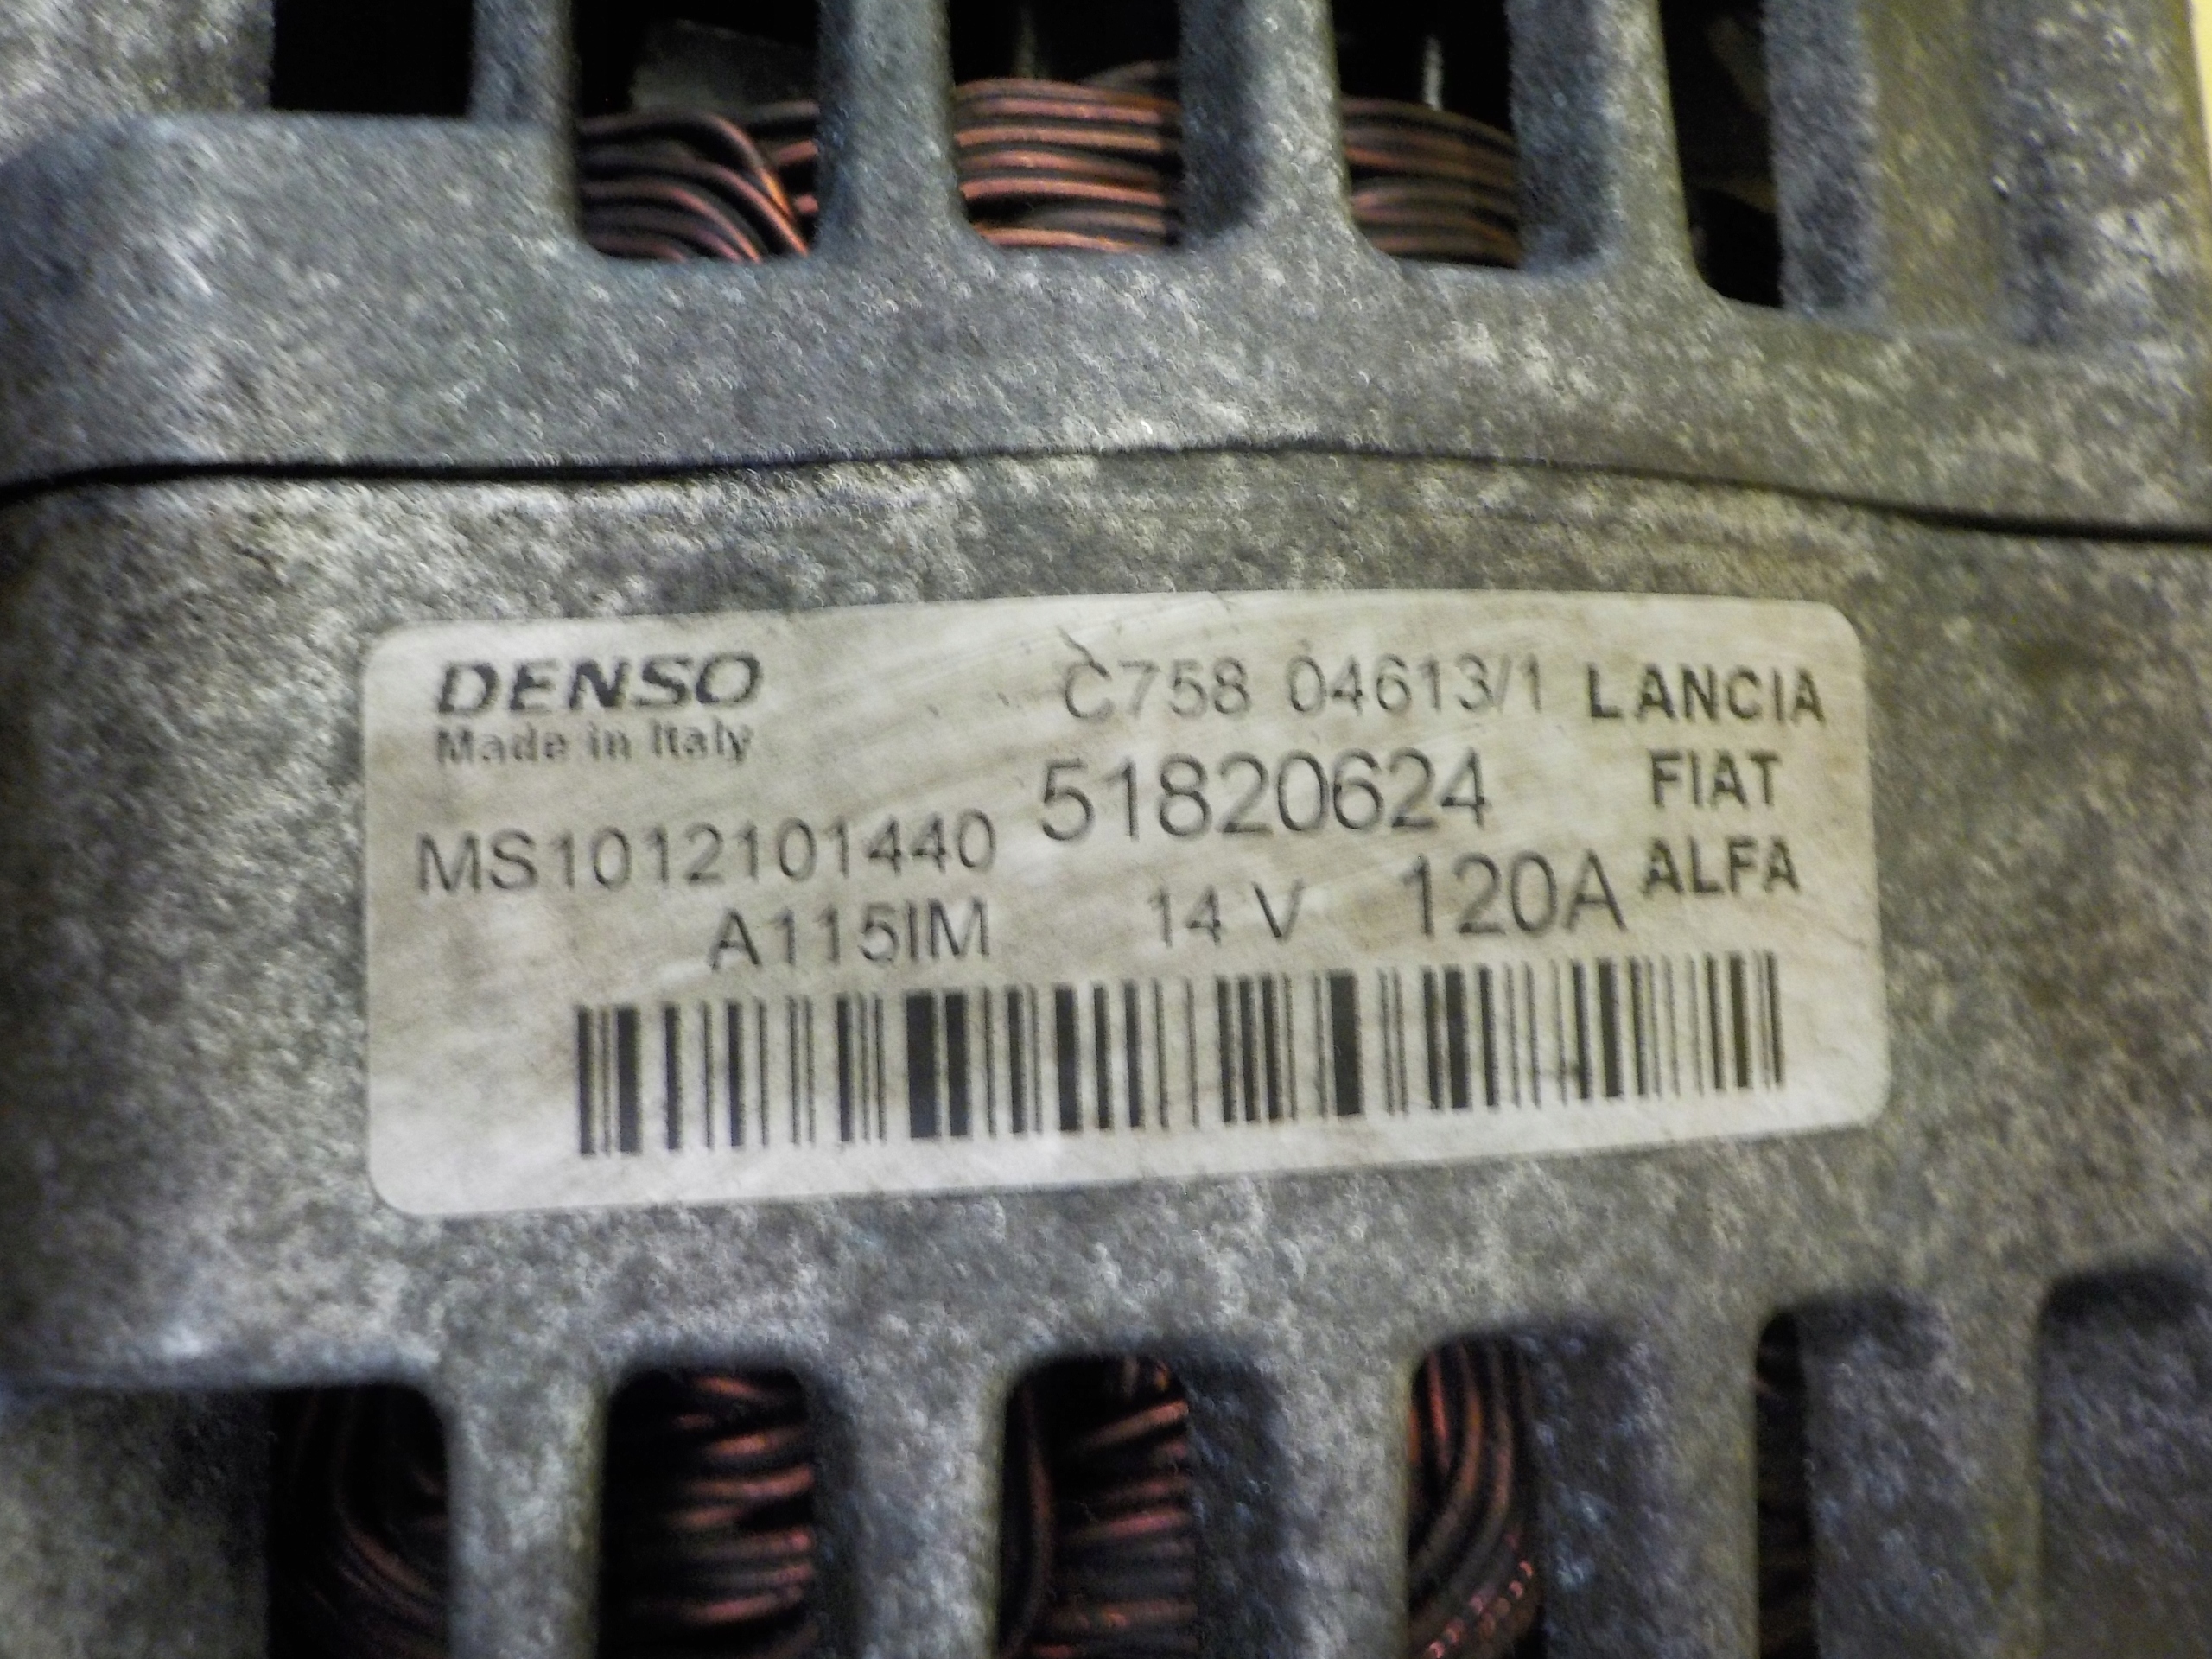 DENSO C758 04613/1 LANCIA
Made in Italy 51820624 FIAT
MS1012101440 120A ALFA
A115IM 14 V